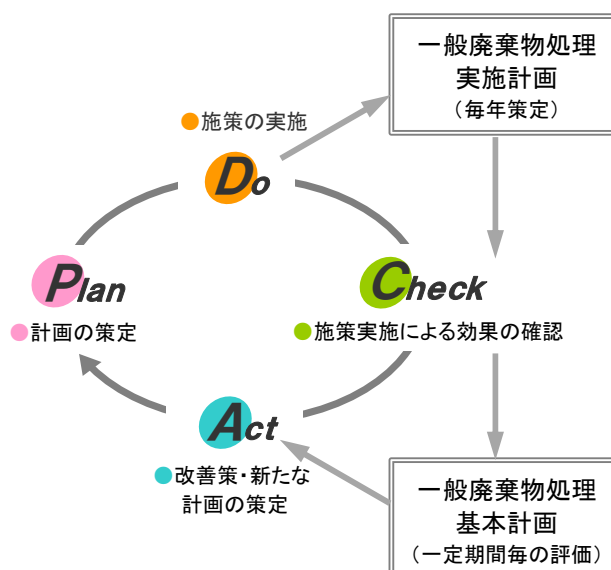 一般廃棄物処理
実施計画
（毎年策定）
●施策の実施
Do
Plan
●計画の策定
Check
●施策実施による効果の確認
Act
●改善策・新たな
計画の策定
一般廃棄物処理
基本計画
（一定期間毎の評価）